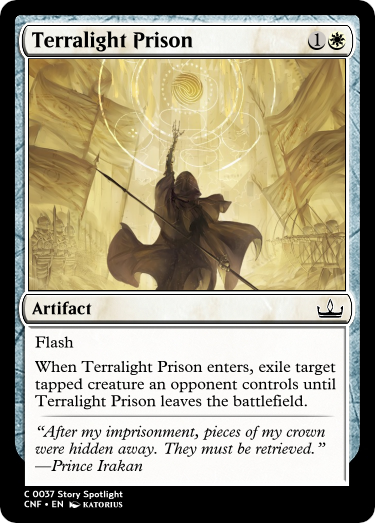 Terralight Prison 1
Artifact
Flash
When Terralight Prison enters, exile target
tapped creature an opponent controls until
Terralight Prison leaves the battlefield.
“After my imprisonment, pieces of my crown
were hidden away. They must be retrieved.”
—Prince Irakan
C 0037 Story Spotlight
CNF • EN KATORIUS